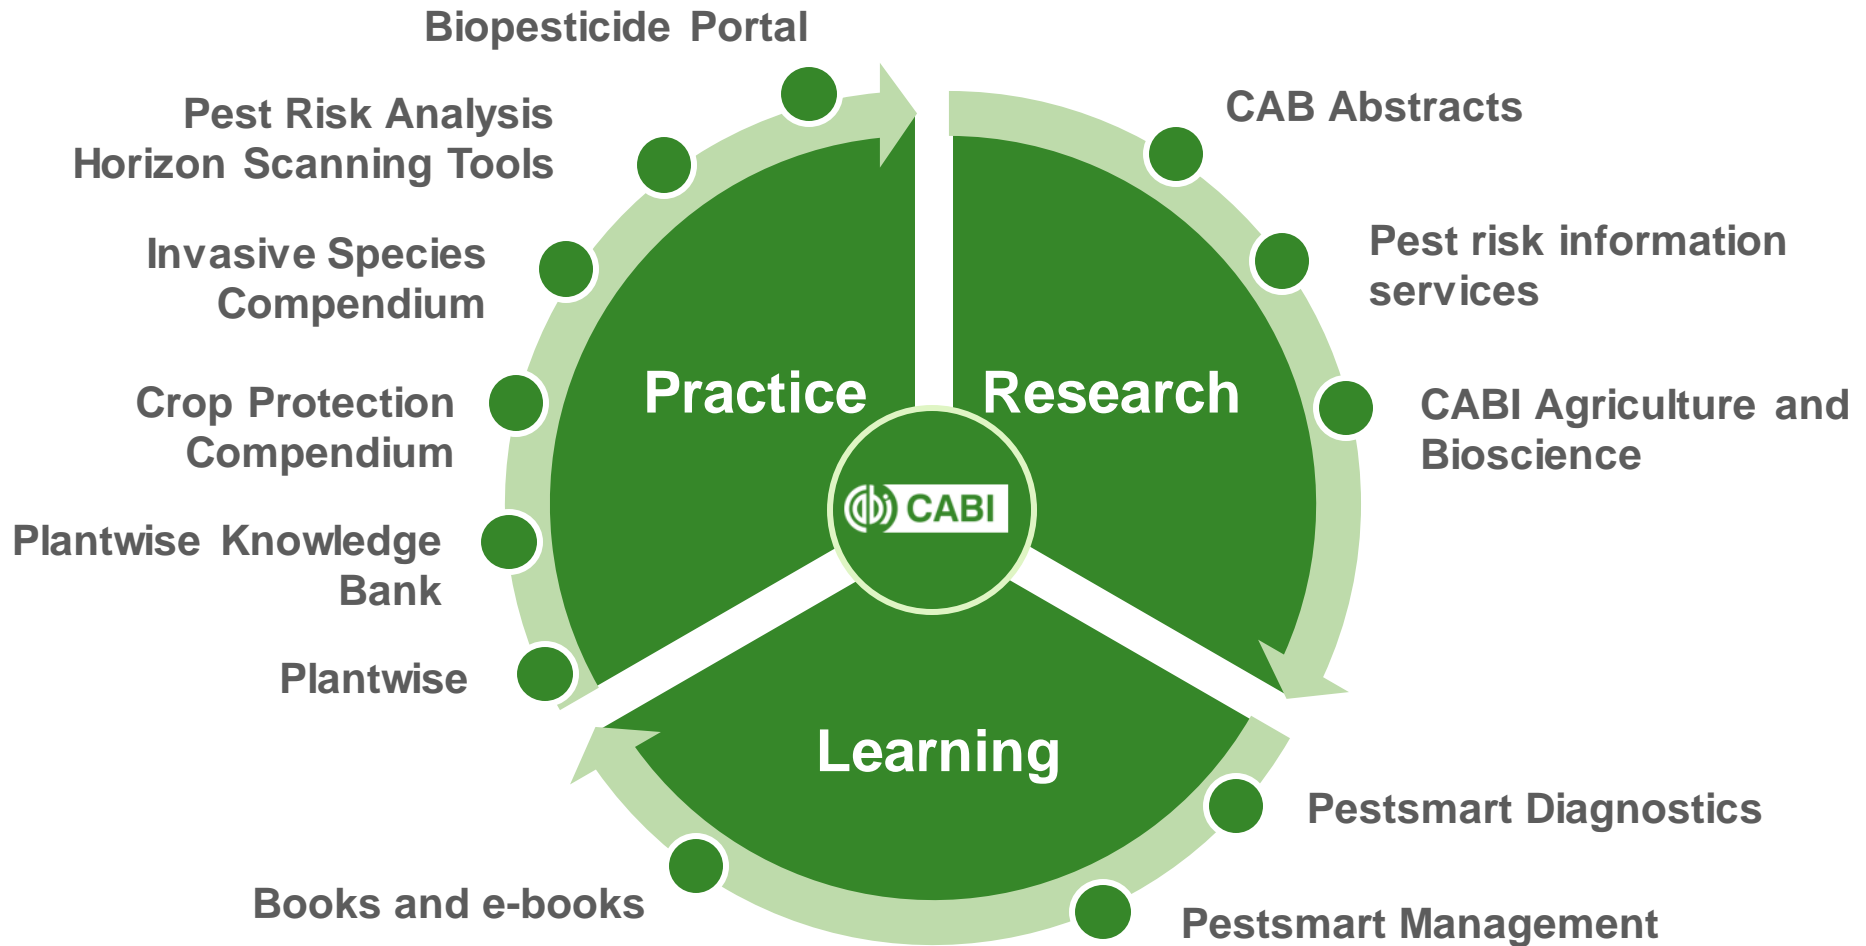 Biopesticide Portal
Pest Risk Analysis
Horizon Scanning Tools
Invasive Species
Compendium
Crop Protection
Compendium
Plantwise Knowledge
Bank
Plantwise
CAB Abstracts
Pest risk information
services
CABI Agriculture and
Bioscience
Practice
Research
CABI
Learning
Pestsmart Diagnostics
Pestsmart Management
Books and e-books